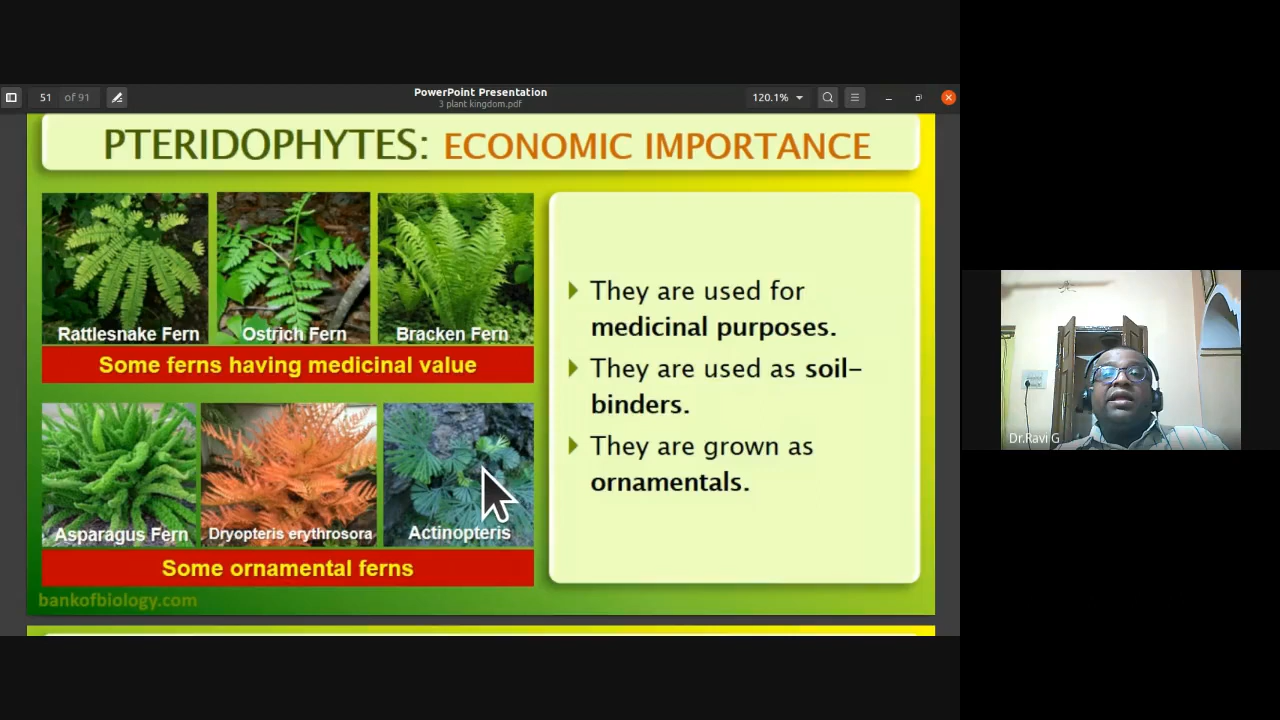 51 of 91
PowerPoint Presentation
3 plant kingdom.pdf
120.1%
PTERIDOPHYTES: ECONOMIC IMPORTANCE
Rattlesnake Fern
Ostrich Fern
Bracken Fern
Some ferns having medicinal value
Asparagus Fern
Dryopteris erythrosora
Actinopteris
Some ornamental ferns
bankofbiology.com
They are used for
medicinal purposes.
They are used as soil–
binders.
They are grown as
ornamentals.
Dr.Ravi G